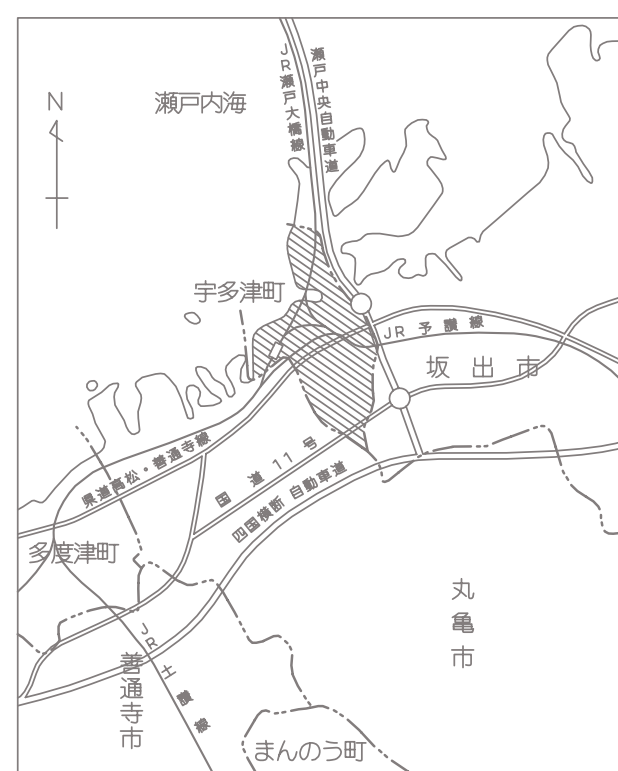 N
瀬戸内海
JR瀬戸大橋線
瀬戸中央自動車道
宇多津町
JR 予讃線
坂出市
県道高松・善通寺線
国道11号
四国横断自動車道
多度津町
丸亀市
JR土讃線
善通寺市
まんのう町